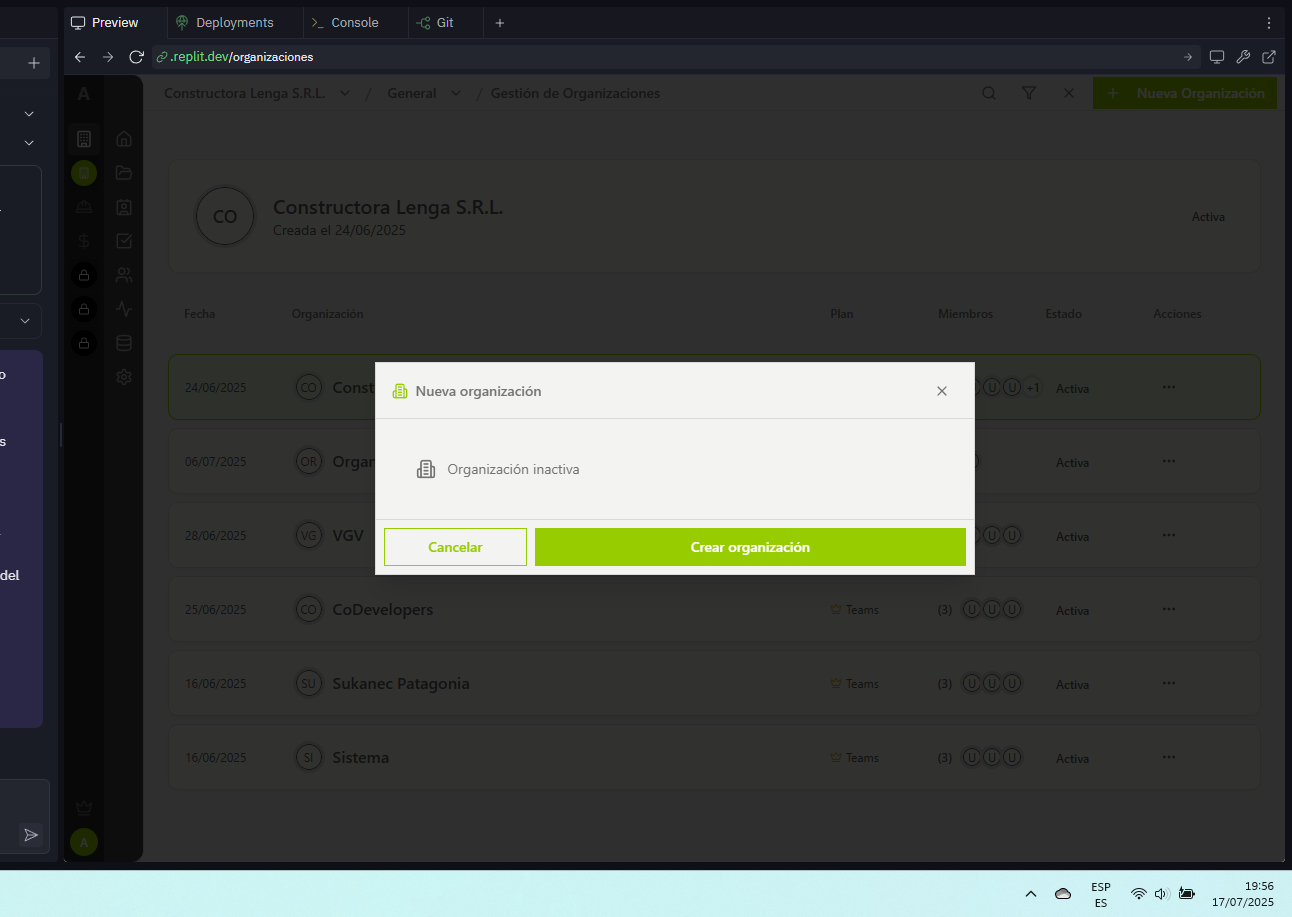 Preview
Deployments
Console
Git
.replit.dev/organizaciones
o
s
del
A
Constructora Lenga S.R.L. / General / Gestión de Organizaciones
Nueva Organización
CO
Constructora Lenga S.R.L.
Creada el 24/06/2025
Activa
Fecha Organización Plan Miembros Estado Acciones
24/06/2025 CO Const U U +1 Activa
06/07/2025 OR Organ Activa
28/06/2025 VG VGV U U Activa
25/06/2025 CO CoDevelopers Teams (3) U U U Activa
16/06/2025 SU Sukanec Patagonia Teams (3) U U U Activa
16/06/2025 SI Sistema Teams (3) U U U Activa
Nueva organización
Organización inactiva
Cancelar
Crear organización
A
ESP
ES
19:56
17/07/2025